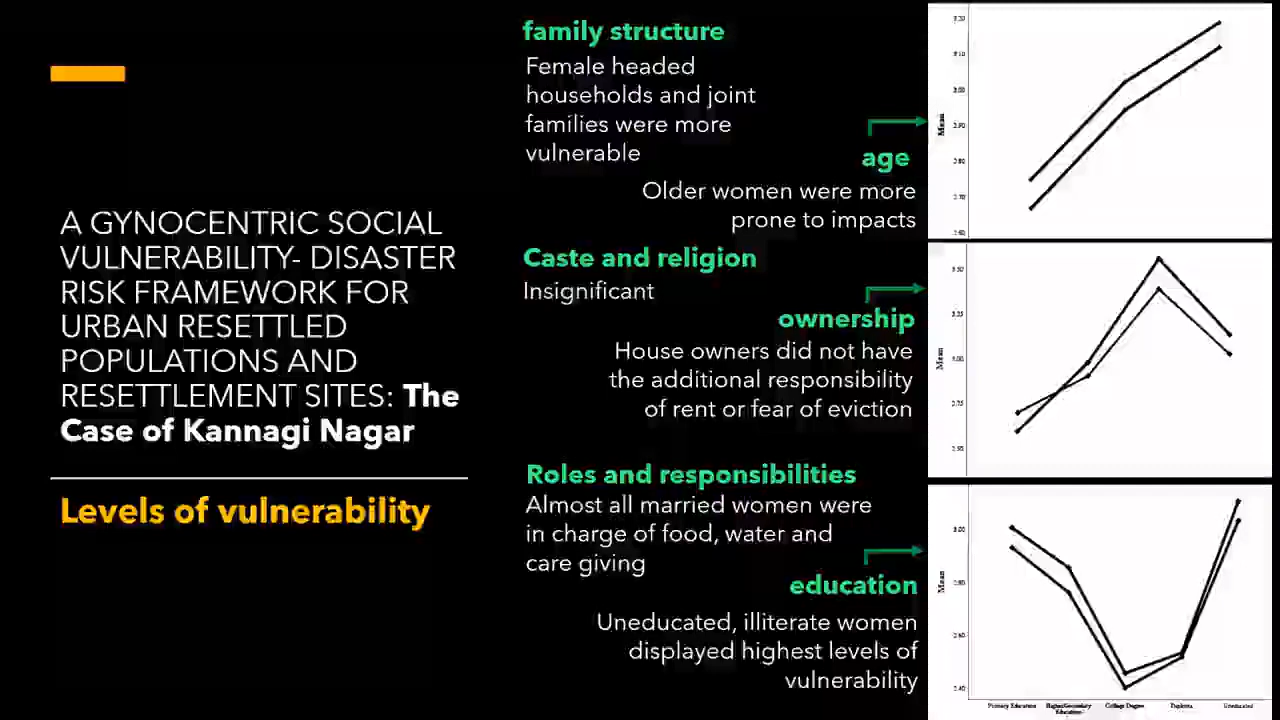 A GYNOCENTRIC SOCIAL
VULNERABILITY- DISASTER
RISK FRAMEWORK FOR
URBAN RESETTLED
POPULATIONS AND
RESETTLEMENT SITES: The
Case of Kannagi Nagar
Levels of vulnerability
family structure
Female headed
households and joint
families were more
vulnerable
age
Older women were more
prone to impacts
Caste and religion
Insignificant
ownership
House owners did not have
the additional responsibility
of rent or fear of eviction
Roles and responsibilities
Almost all married women were
in charge of food, water and
care giving
education
Uneducated, illiterate women
displayed highest levels of
vulnerability
Mean
Mean
Mean
Primary Education
College Degree
Diploma
Uneducated